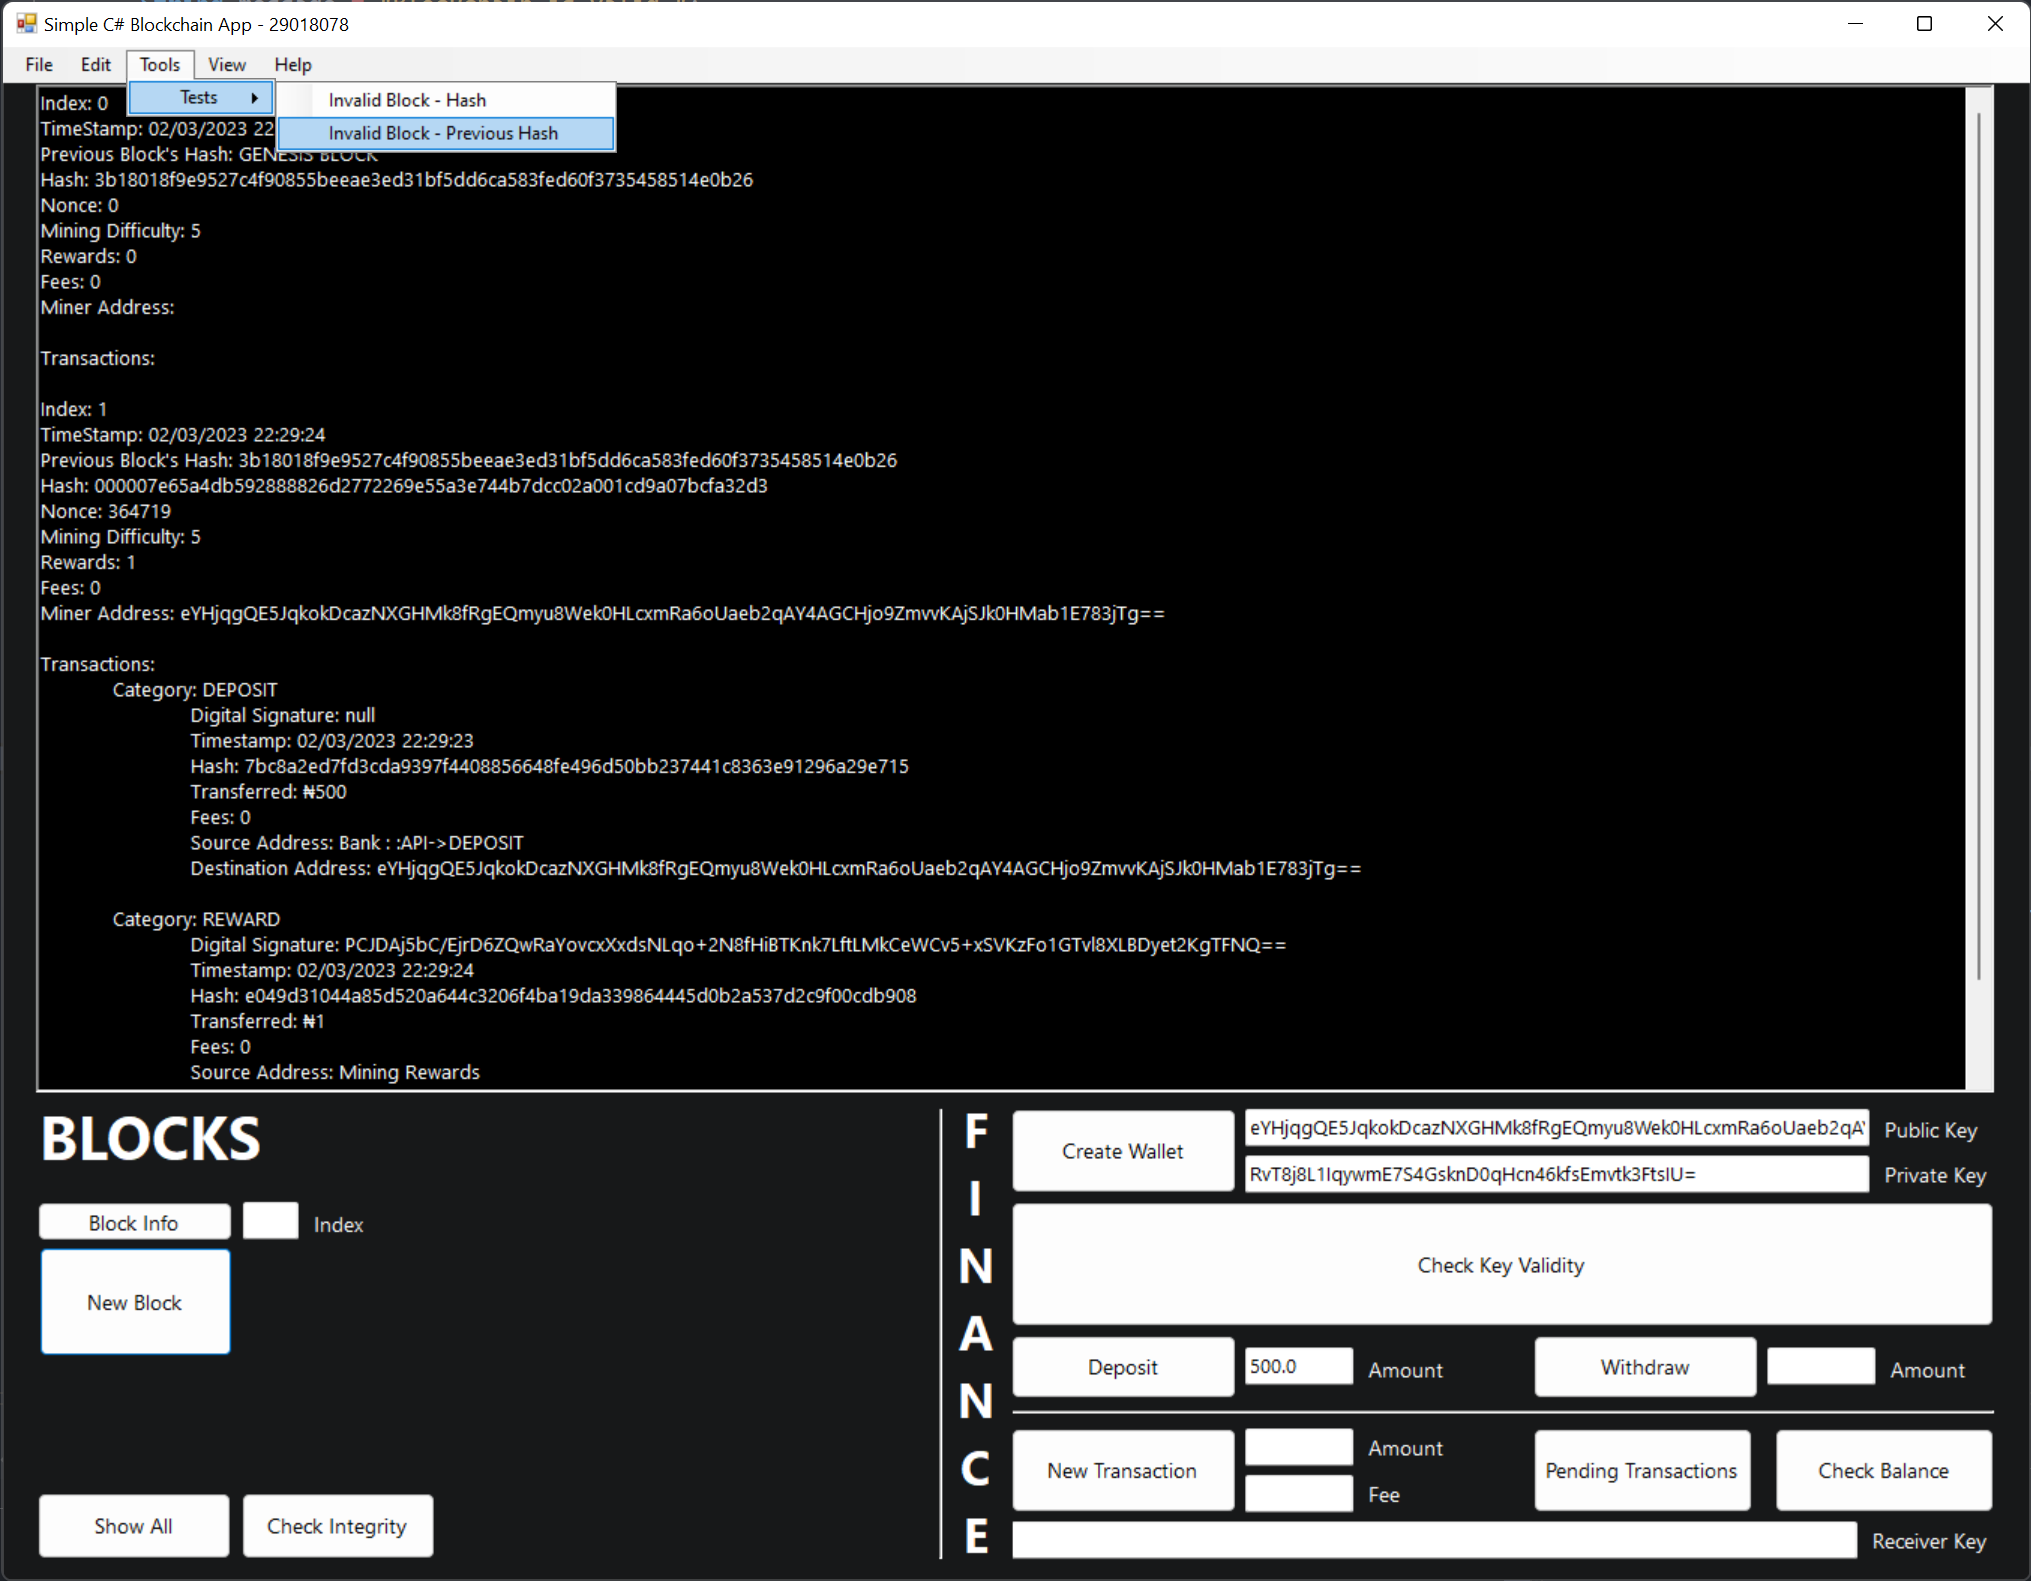 Simple C# Blockchain App - 29018078
File Edit Tools View Help
Tests
Invalid Block - Hash
Invalid Block - Previous Hash
Index: 0
TimeStamp: 02/03/2023 22
Previous Block's Hash: GENESIS BLOCK
Hash: 3b18018f9e9527c4f90855beeae3ed31bf5dd6ca583fed60f3735458514e0b26
Nonce: 0
Mining Difficulty: 5
Rewards: 0
Fees: 0
Miner Address:
Transactions:
Index: 1
TimeStamp: 02/03/2023 22:29:24
Previous Block's Hash: 3b18018f9e9527c4f90855beeae3ed31bf5dd6ca583fed60f3735458514e0b26
Hash: 000007e65a4db592888826d2772269e55a3e744b7dcc02a001cd9a07bcfa32d3
Nonce: 364719
Mining Difficulty: 5
Rewards: 1
Fees: 0
Miner Address: eYHjqgQE5JqkokDcazNXGHMk8fRgEQmyu8Wek0HLcxmRa6oUaeb2qAY4AGCHjo9ZmvvKAjSJk0HMab1E783jTg==
Transactions:
Category: DEPOSIT
Digital Signature: null
Timestamp: 02/03/2023 22:29:23
Hash: 7bc8a2ed7fd3cda9397f4408856648fe496d50bb237441c8363e91296a29e715
Transferred: ₦500
Fees: 0
Source Address: Bank : :API->DEPOSIT
Destination Address: eYHjqgQE5JqkokDcazNXGHMk8fRgEQmyu8Wek0HLcxmRa6oUaeb2qAY4AGCHjo9ZmvvKAjSJk0HMab1E783jTg==
Category: REWARD
Digital Signature: PCJDAj5bC/EjrD6ZQwRaYovcxXxdsNLqo+2N8fHiBTKnk7LftLMkCeWCv5+xSVKzFo1GTvl8XLBDyet2KgTFNQ==
Timestamp: 02/03/2023 22:29:24
Hash: e049d31044a85d520a644c3206f4ba19da339864445d0b2a537d2c9f00cdb908
Transferred: ₦1
Fees: 0
Source Address: Mining Rewards
BLOCKS
Block Info
Index
New Block
Show All
Check Integrity
FINANCE
Create Wallet
eYHjqgQE5JqkokDcazNXGHMk8fRgEQmyu8Wek0HLcxmRa6oUaeb2qAY
Public Key
RvT8j8L1IqywmE7S4GsknD0qHcn46kfsEmvtk3FtsIU=
Private Key
Check Key Validity
Deposit
500.0
Amount
Withdraw
Amount
New Transaction
Amount
Fee
Pending Transactions
Check Balance
Receiver Key